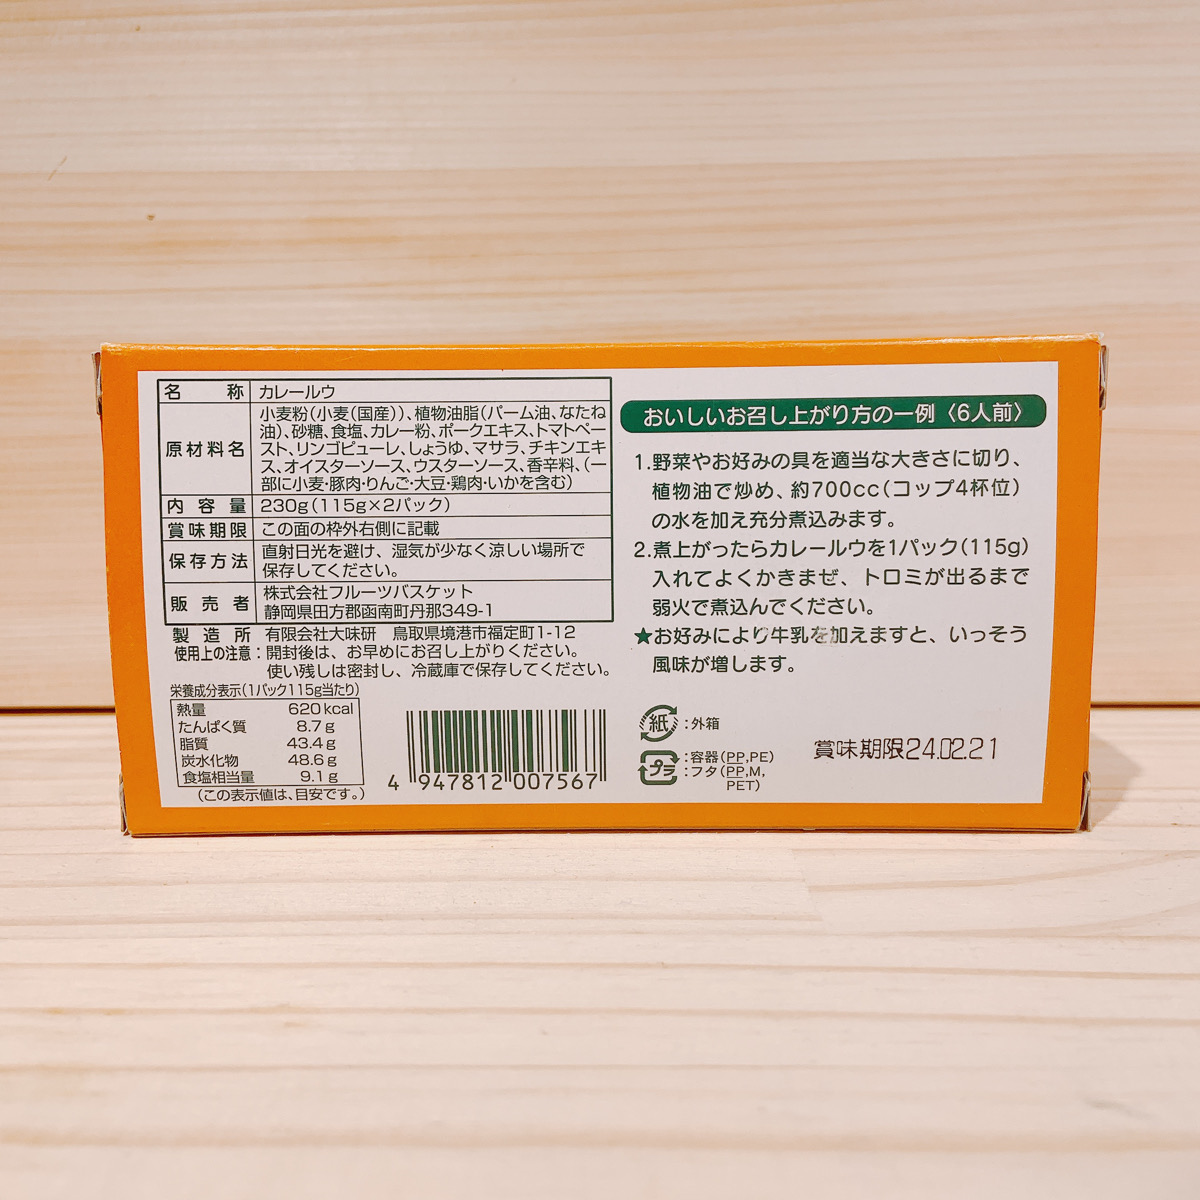 名称 カレールウ
原材料名 小麦粉(小麦(国産))、植物油脂(パーム油、なたね
油)、砂糖、食塩、カレー粉、ポークエキス、トマトペー
スト、リンゴピューレ、しょうゆ、マサラ、チキンエキ
ス、オイスターソース、ウスターソース、香辛料、(一
部に小麦・豚肉・りんご・大豆・鶏肉・いかを含む)
内容量 230g(115g×2パック)
賞味期限 この面の枠外右側に記載
保存方法 直射日光を避け、湿気が少なく涼しい場所で
保存してください。
販売者 株式会社フルーツバスケット
静岡県田方郡函南町丹那349-1
製造所 有限会社大味研 鳥取県境港市福定町1-12
使用上の注意:開封後は、お早めにお召し上がりください。
使い残しは密封し、冷蔵庫で保存してください。
栄養成分表示(1パック115g当たり)
熱量 620kcal
たんぱく質 8.7g
脂質 43.4g
炭水化物 48.6g
食塩相当量 9.1g
(この表示値は、目安です。)
4 947812 007567
おいしいお召し上がり方の一例〈6人前〉
1.野菜やお好みの具を適当な大きさに切り、
植物油で炒め、約700cc(コップ4杯位)
の水を加え充分煮込みます。
2.煮上がったらカレールウを1パック(115g)
入れてよくかきまぜ、トロミが出るまで
弱火で煮込んでください。
★お好みにより牛乳を加えますと、いっそう
風味が増します。
紙:外箱
プラ:容器(PP,PE)
:フタ(PP,M,
PET)
賞味期限24.02.21